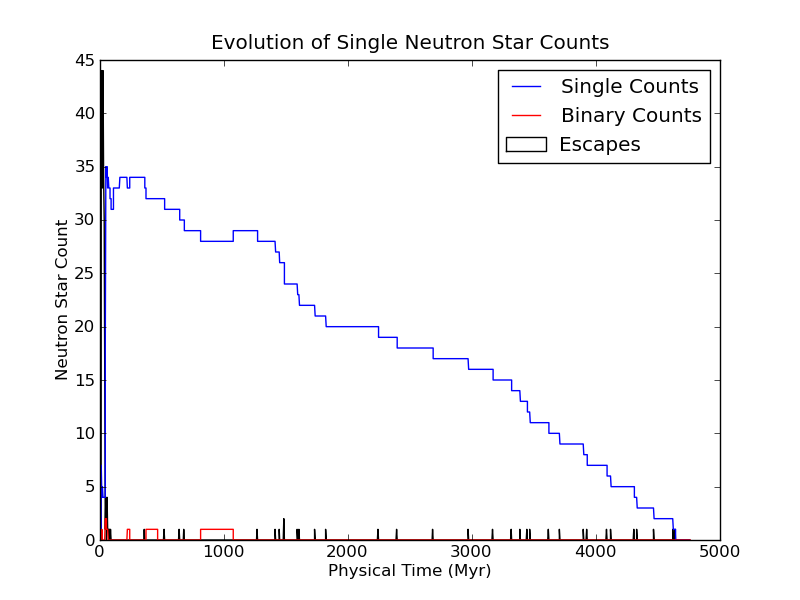 Evolution of Single Neutron Star Counts
45
40
35
30
25
20
15
10
5
0
Neutron Star Count
Single Counts
Binary Counts
Escapes
0 1000 2000 3000 4000 5000
Physical Time (Myr)